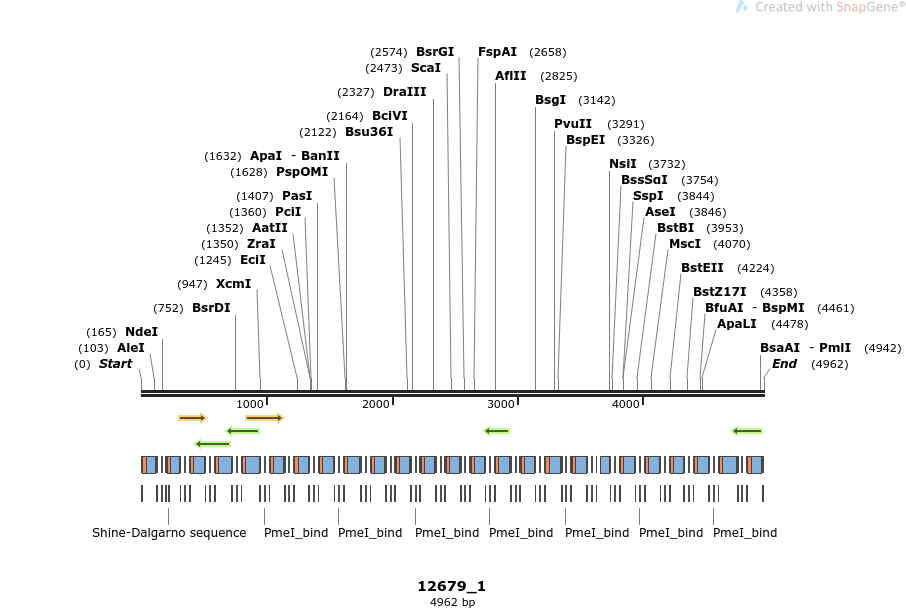 Created with SnapGene®
(2574) BsrGI FspAI (2658)
(2473) ScaI AflII (2825)
(2327) DraIII BsgI (3142)
(2164) BciVI PvuII (3291)
(2122) Bsu36I BspEI (3326)
(1632) ApaI - BanII NsiI (3732)
(1628) PspOMI BssSαI (3754)
(1407) PasI SspI (3844)
(1360) PciI AseI (3846)
(1352) AatII BstBI (3953)
(1350) ZraI MscI (4070)
(1245) EciI BstEII (4224)
(947) XcmI BstZ17I (4358)
(752) BsrDI BfuAI - BspMI (4461)
ApaLI (4478)
(165) NdeI
(103) AleI BsaAI - PmlI (4942)
(0) Start End (4962)
1000 2000 3000 4000
Shine-Dalgarno sequence PmeI_bind PmeI_bind PmeI_bind PmeI_bind PmeI_bind PmeI_bind PmeI_bind
12679_1
4962 bp